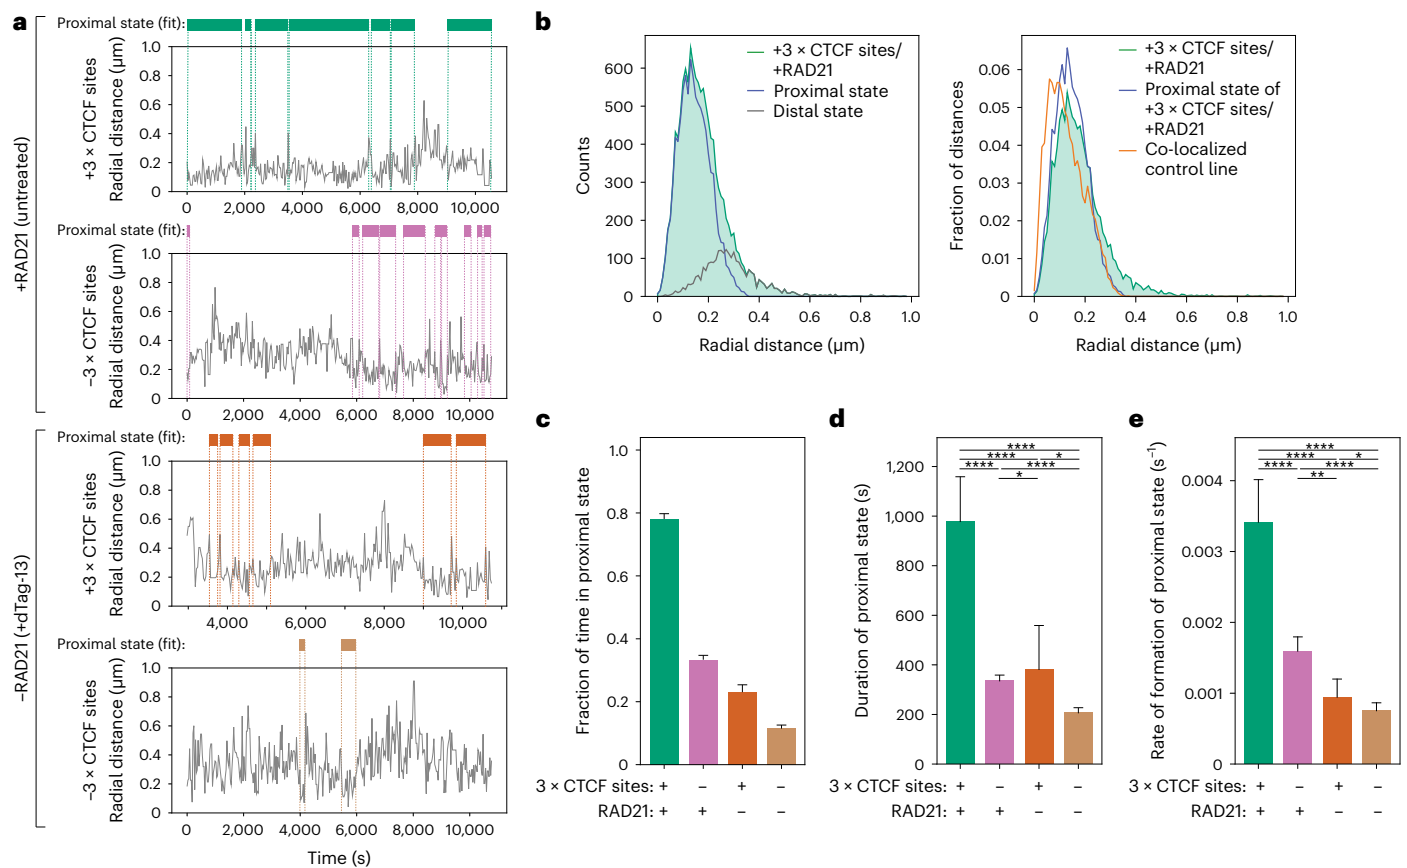 a
+RAD21 (untreated)
Proximal state (fit):
+3 × CTCF sites
Radial distance (µm)
1.0
0.8
0.6
0.4
0.2
0
0 2,000 4,000 6,000 8,000 10,000
Proximal state (fit):
−3 × CTCF sites
Radial distance (µm)
1.0
0.8
0.6
0.4
0.2
0
0 2,000 4,000 6,000 8,000 10,000
−RAD21 (+dTag-13)
Proximal state (fit):
+3 × CTCF sites
Radial distance (µm)
1.0
0.8
0.6
0.4
0.2
0
4,000 6,000 8,000 10,000
Proximal state (fit):
−3 × CTCF sites
Radial distance (µm)
1.0
0.8
0.6
0.4
0.2
0
0 2,000 4,000 6,000 8,000 10,000
Time (s)
b
Counts
600
500
400
300
200
100
0
+3 × CTCF sites/
+RAD21
Proximal state
Distal state
0 0.2 0.4 0.6 0.8 1.0
Radial distance (µm)
Fraction of distances
0.06
0.05
0.04
0.03
0.02
0.01
0
+3 × CTCF sites/
+RAD21
Proximal state of
+3 × CTCF sites/
+RAD21
Co-localized
control line
0 0.2 0.4 0.6 0.8 1.0
Radial distance (µm)
c
Fraction of time in proximal state
1.0
0.8
0.6
0.4
0.2
0
3 × CTCF sites: + − + −
RAD21: + + − −
d
Duration of proximal state (s)
1,200
1,000
800
600
400
200
0
****
**** *
**** ****
*
3 × CTCF sites: + − + −
RAD21: + + − −
e
Rate of formation of proximal state (s⁻¹)
0.004
0.003
0.002
0.001
0
****
**** *
**** ****
**
3 × CTCF sites: + − + −
RAD21: + + − −